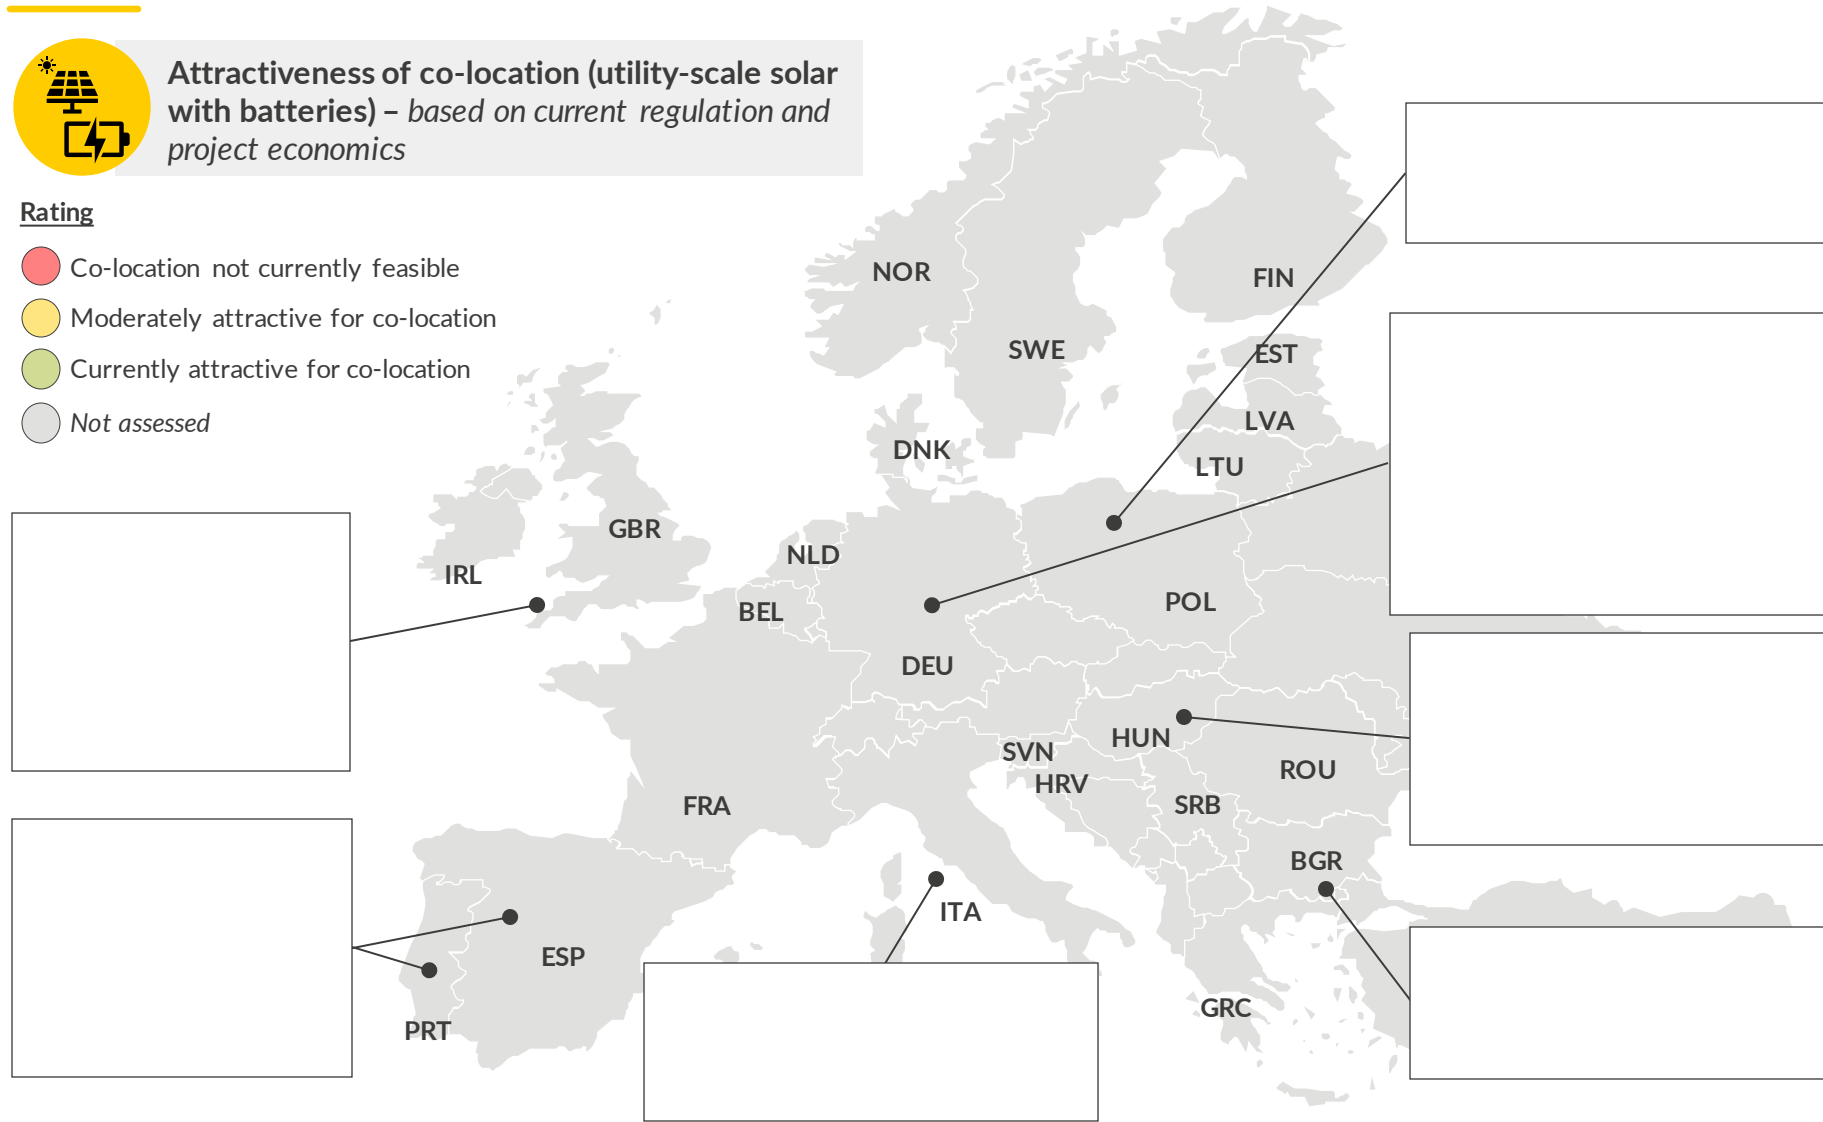 Attractiveness of co-location (utility-scale solar
with batteries) – based on current regulation and
project economics
Rating
Co-location not currently feasible
Moderately attractive for co-location
Currently attractive for co-location
Not assessed
NOR
FIN
SWE
EST
LVA
DNK
LTU
GBR
NLD
IRL
BEL
POL
DEU
HUN
SVN
ROU
HRV
FRA
SRB
BGR
ITA
ESP
GRC
PRT